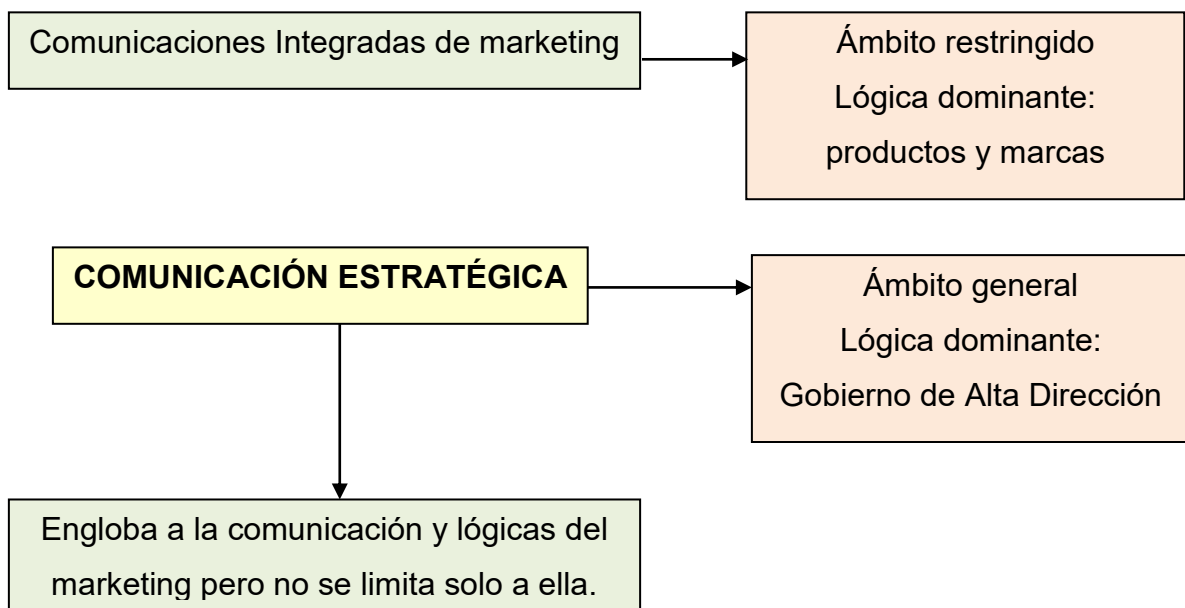 Comunicaciones Integradas de marketing
Ámbito restringido
Lógica dominante:
productos y marcas
COMUNICACIÓN ESTRATÉGICA
Ámbito general
Lógica dominante:
Gobierno de Alta Dirección
Engloba a la comunicación y lógicas del
marketing pero no se limita solo a ella.